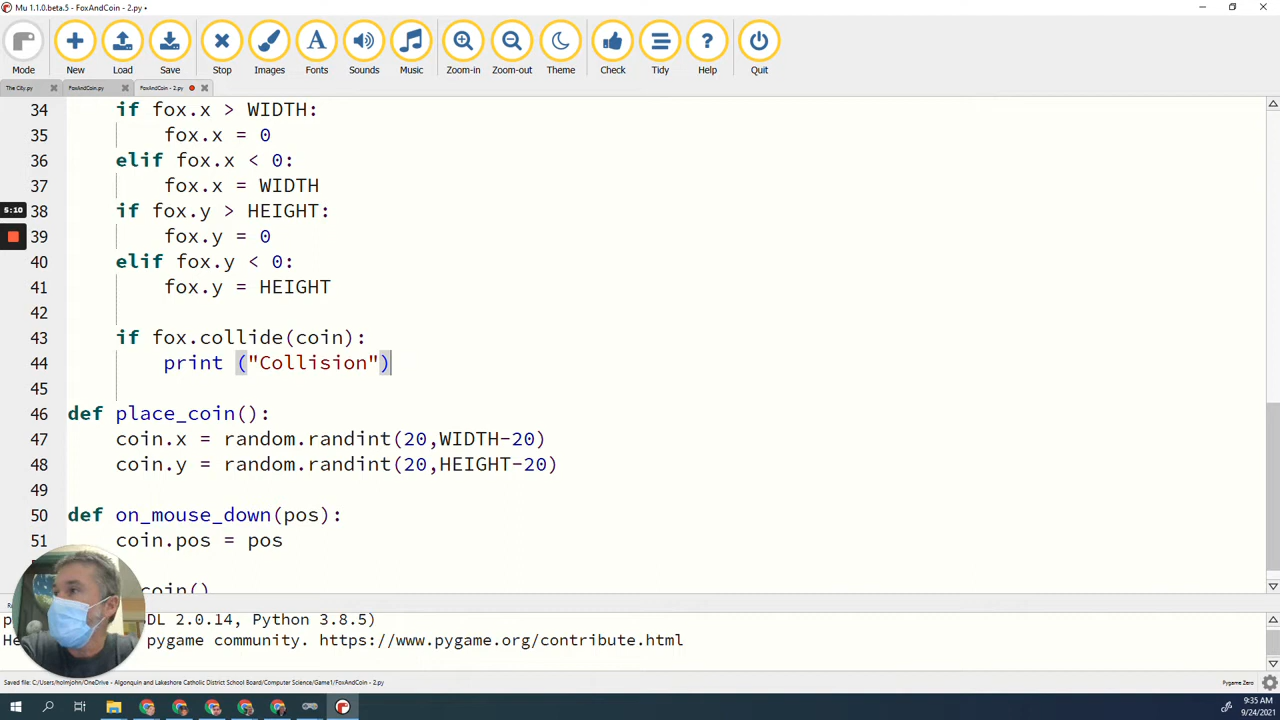 Mu 1.1.0.beta.5 - FoxAndCoin - 2.py •
Mode New Load Save Stop Images Fonts Sounds Music Zoom-in Zoom-out Theme Check Tidy Help Quit
The City.py FoxAndCoin.py FoxAndCoin - 2.py
34 if fox.x > WIDTH:
35 fox.x = 0
36 elif fox.x < 0:
37 fox.x = WIDTH
5:10
38 if fox.y > HEIGHT:
39 fox.y = 0
40 elif fox.y < 0:
41 fox.y = HEIGHT
42
43 if fox.collide(coin):
44 print ("Collision")
45
46 def place_coin():
47 coin.x = random.randint(20,WIDTH-20)
48 coin.y = random.randint(20,HEIGHT-20)
49
50 def on_mouse_down(pos):
51 coin.pos = pos
coin()
DL 2.0.14, Python 3.8.5)
pygame community. https://www.pygame.org/contribute.html
Saved file: C:/Users/holmjohn/OneDrive - Algonquin and Lakeshore Catholic District School Board/Computer Science/Game1/FoxAndCoin - 2.py
Pygame Zero
9:35 AM
9/24/2021